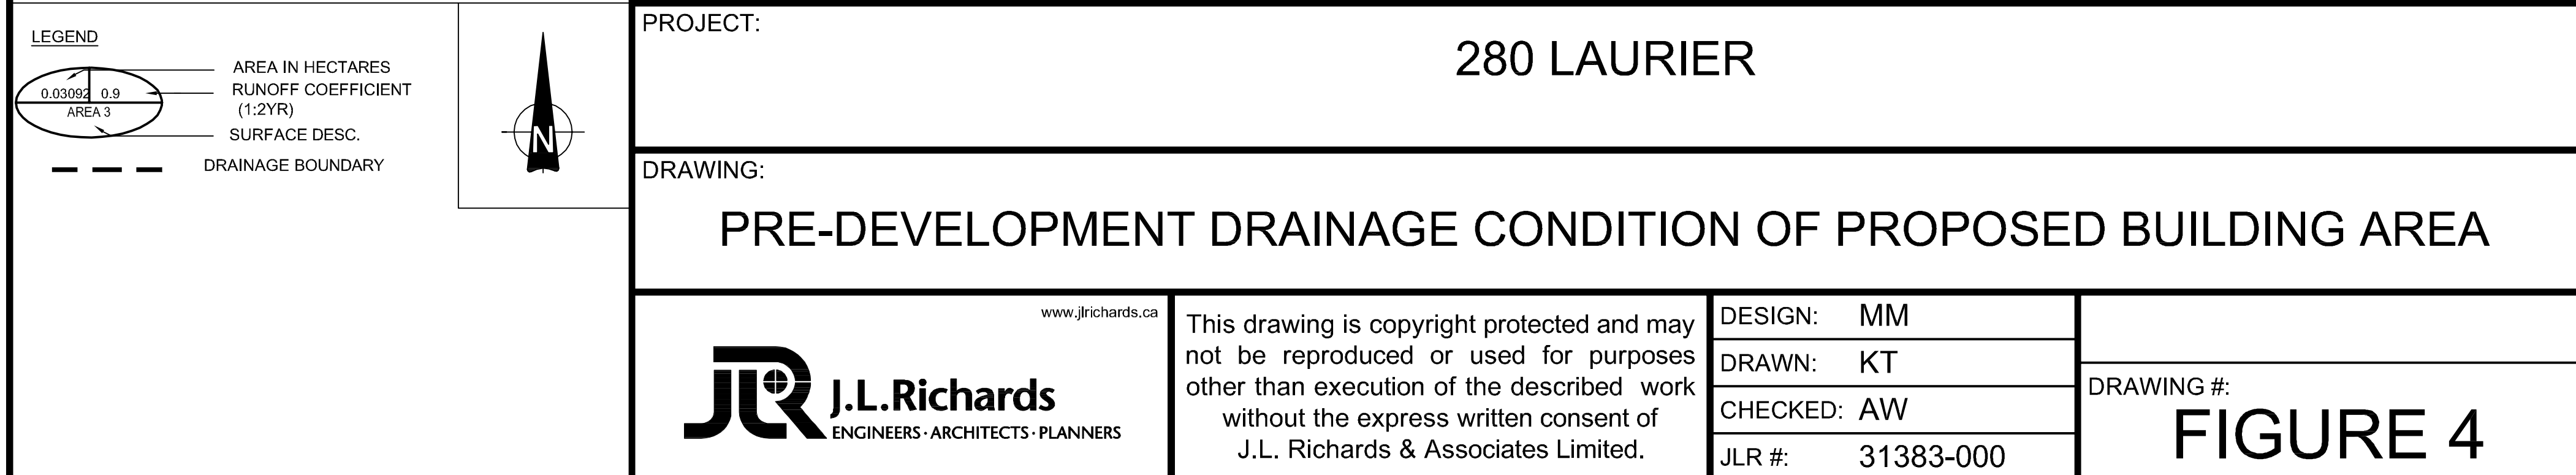 LEGEND
AREA IN HECTARES
RUNOFF COEFFICIENT
(1:2YR)
SURFACE DESC.
0.03092 0.9
AREA 3
DRAINAGE BOUNDARY
N
PROJECT:
280 LAURIER
DRAWING:
PRE-DEVELOPMENT DRAINAGE CONDITION OF PROPOSED BUILDING AREA
www.jlrichards.ca
JLR
J.L.Richards
ENGINEERS · ARCHITECTS · PLANNERS
This drawing is copyright protected and may
not be reproduced or used for purposes
other than execution of the described work
without the express written consent of
J.L. Richards & Associates Limited.
DESIGN: MM
DRAWN: KT
CHECKED: AW
JLR #: 31383-000
DRAWING #:
FIGURE 4